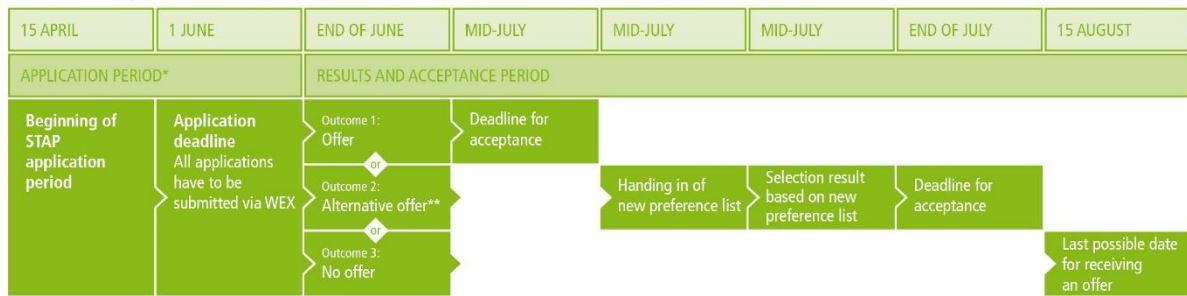 15 APRIL
1 JUNE
END OF JUNE
MID-JULY
MID-JULY
MID-JULY
END OF JULY
15 AUGUST
APPLICATION PERIOD*
RESULTS AND ACCEPTANCE PERIOD
Beginning of
STAP
application
period
Application
deadline
All applications
have to be
submitted via WEX
Outcome 1:
Offer
Deadline for
acceptance
or
Outcome 2:
Alternative offer**
Handing in of
new preference list
Selection result
based on new
preference list
Deadline for
acceptance
or
Outcome 3:
No offer
Last possible date
for receiving
an offer